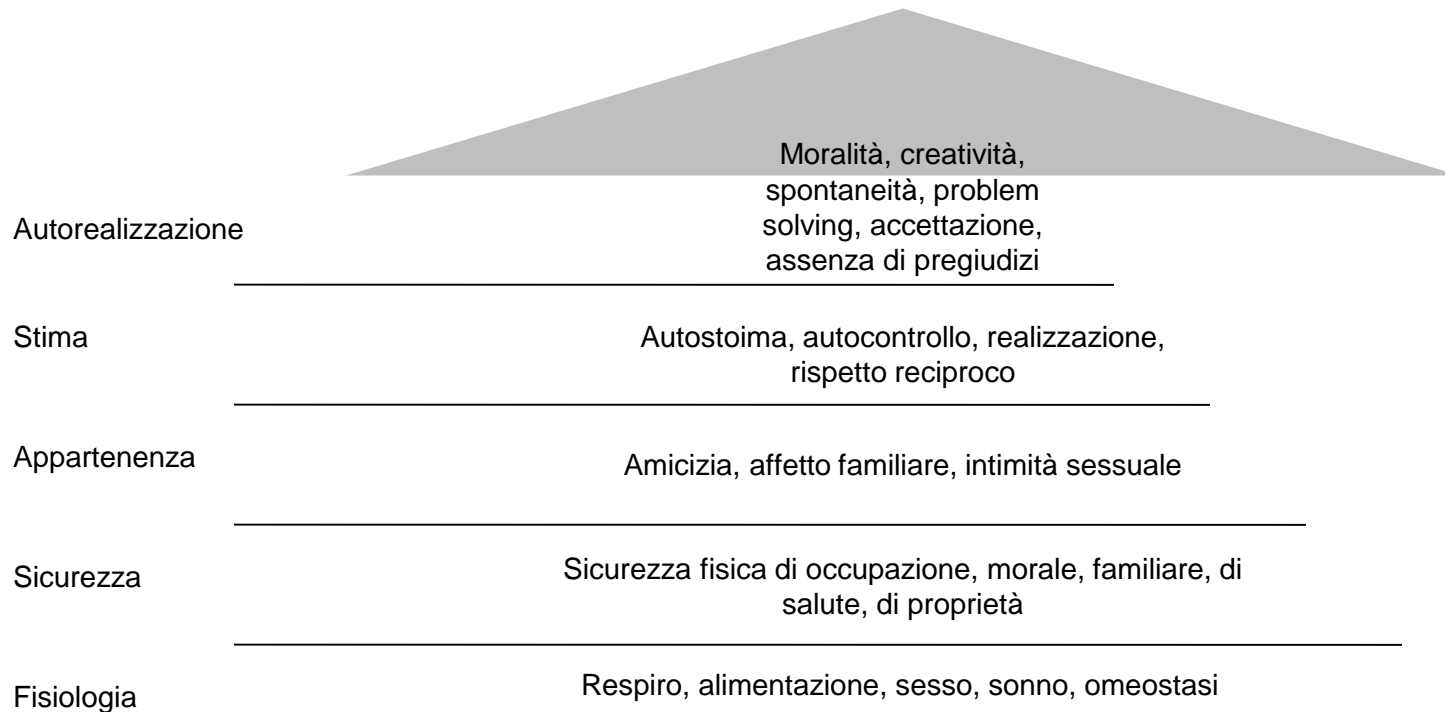 Moralità, creatività,
spontaneità, problem
solving, accettazione,
assenza di pregiudizi
Autorealizzazione
Stima
Autostoima, autocontrollo, realizzazione,
rispetto reciproco
Appartenenza
Amicizia, affetto familiare, intimità sessuale
Sicurezza
Sicurezza fisica di occupazione, morale, familiare, di
salute, di proprietà
Fisiologia
Respiro, alimentazione, sesso, sonno, omeostasi